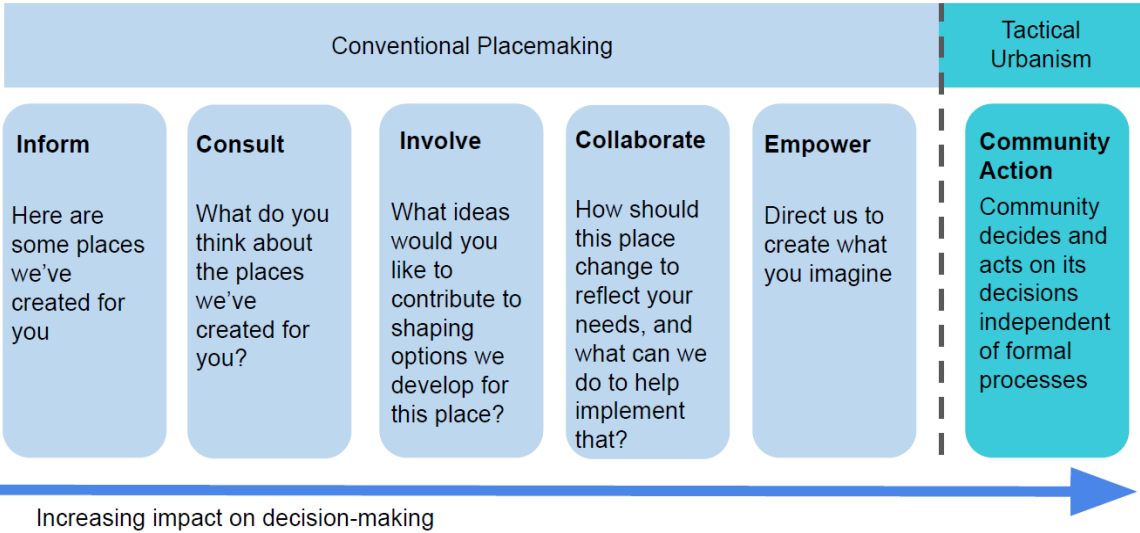 Conventional Placemaking
Tactical
Urbanism
Inform
Here are
some places
we've
created for
you
Consult
What do you
think about
the places
we've
created for
you?
Involve
What ideas
would you
like to
contribute to
shaping
options we
develop for
this place?
Collaborate
How should
this place
change to
reflect your
needs, and
what can we
do to help
implement
that?
Empower
Direct us to
create what
you imagine
Community
Action
Community
decides and
acts on its
decisions
independent
of formal
processes
Increasing impact on decision-making